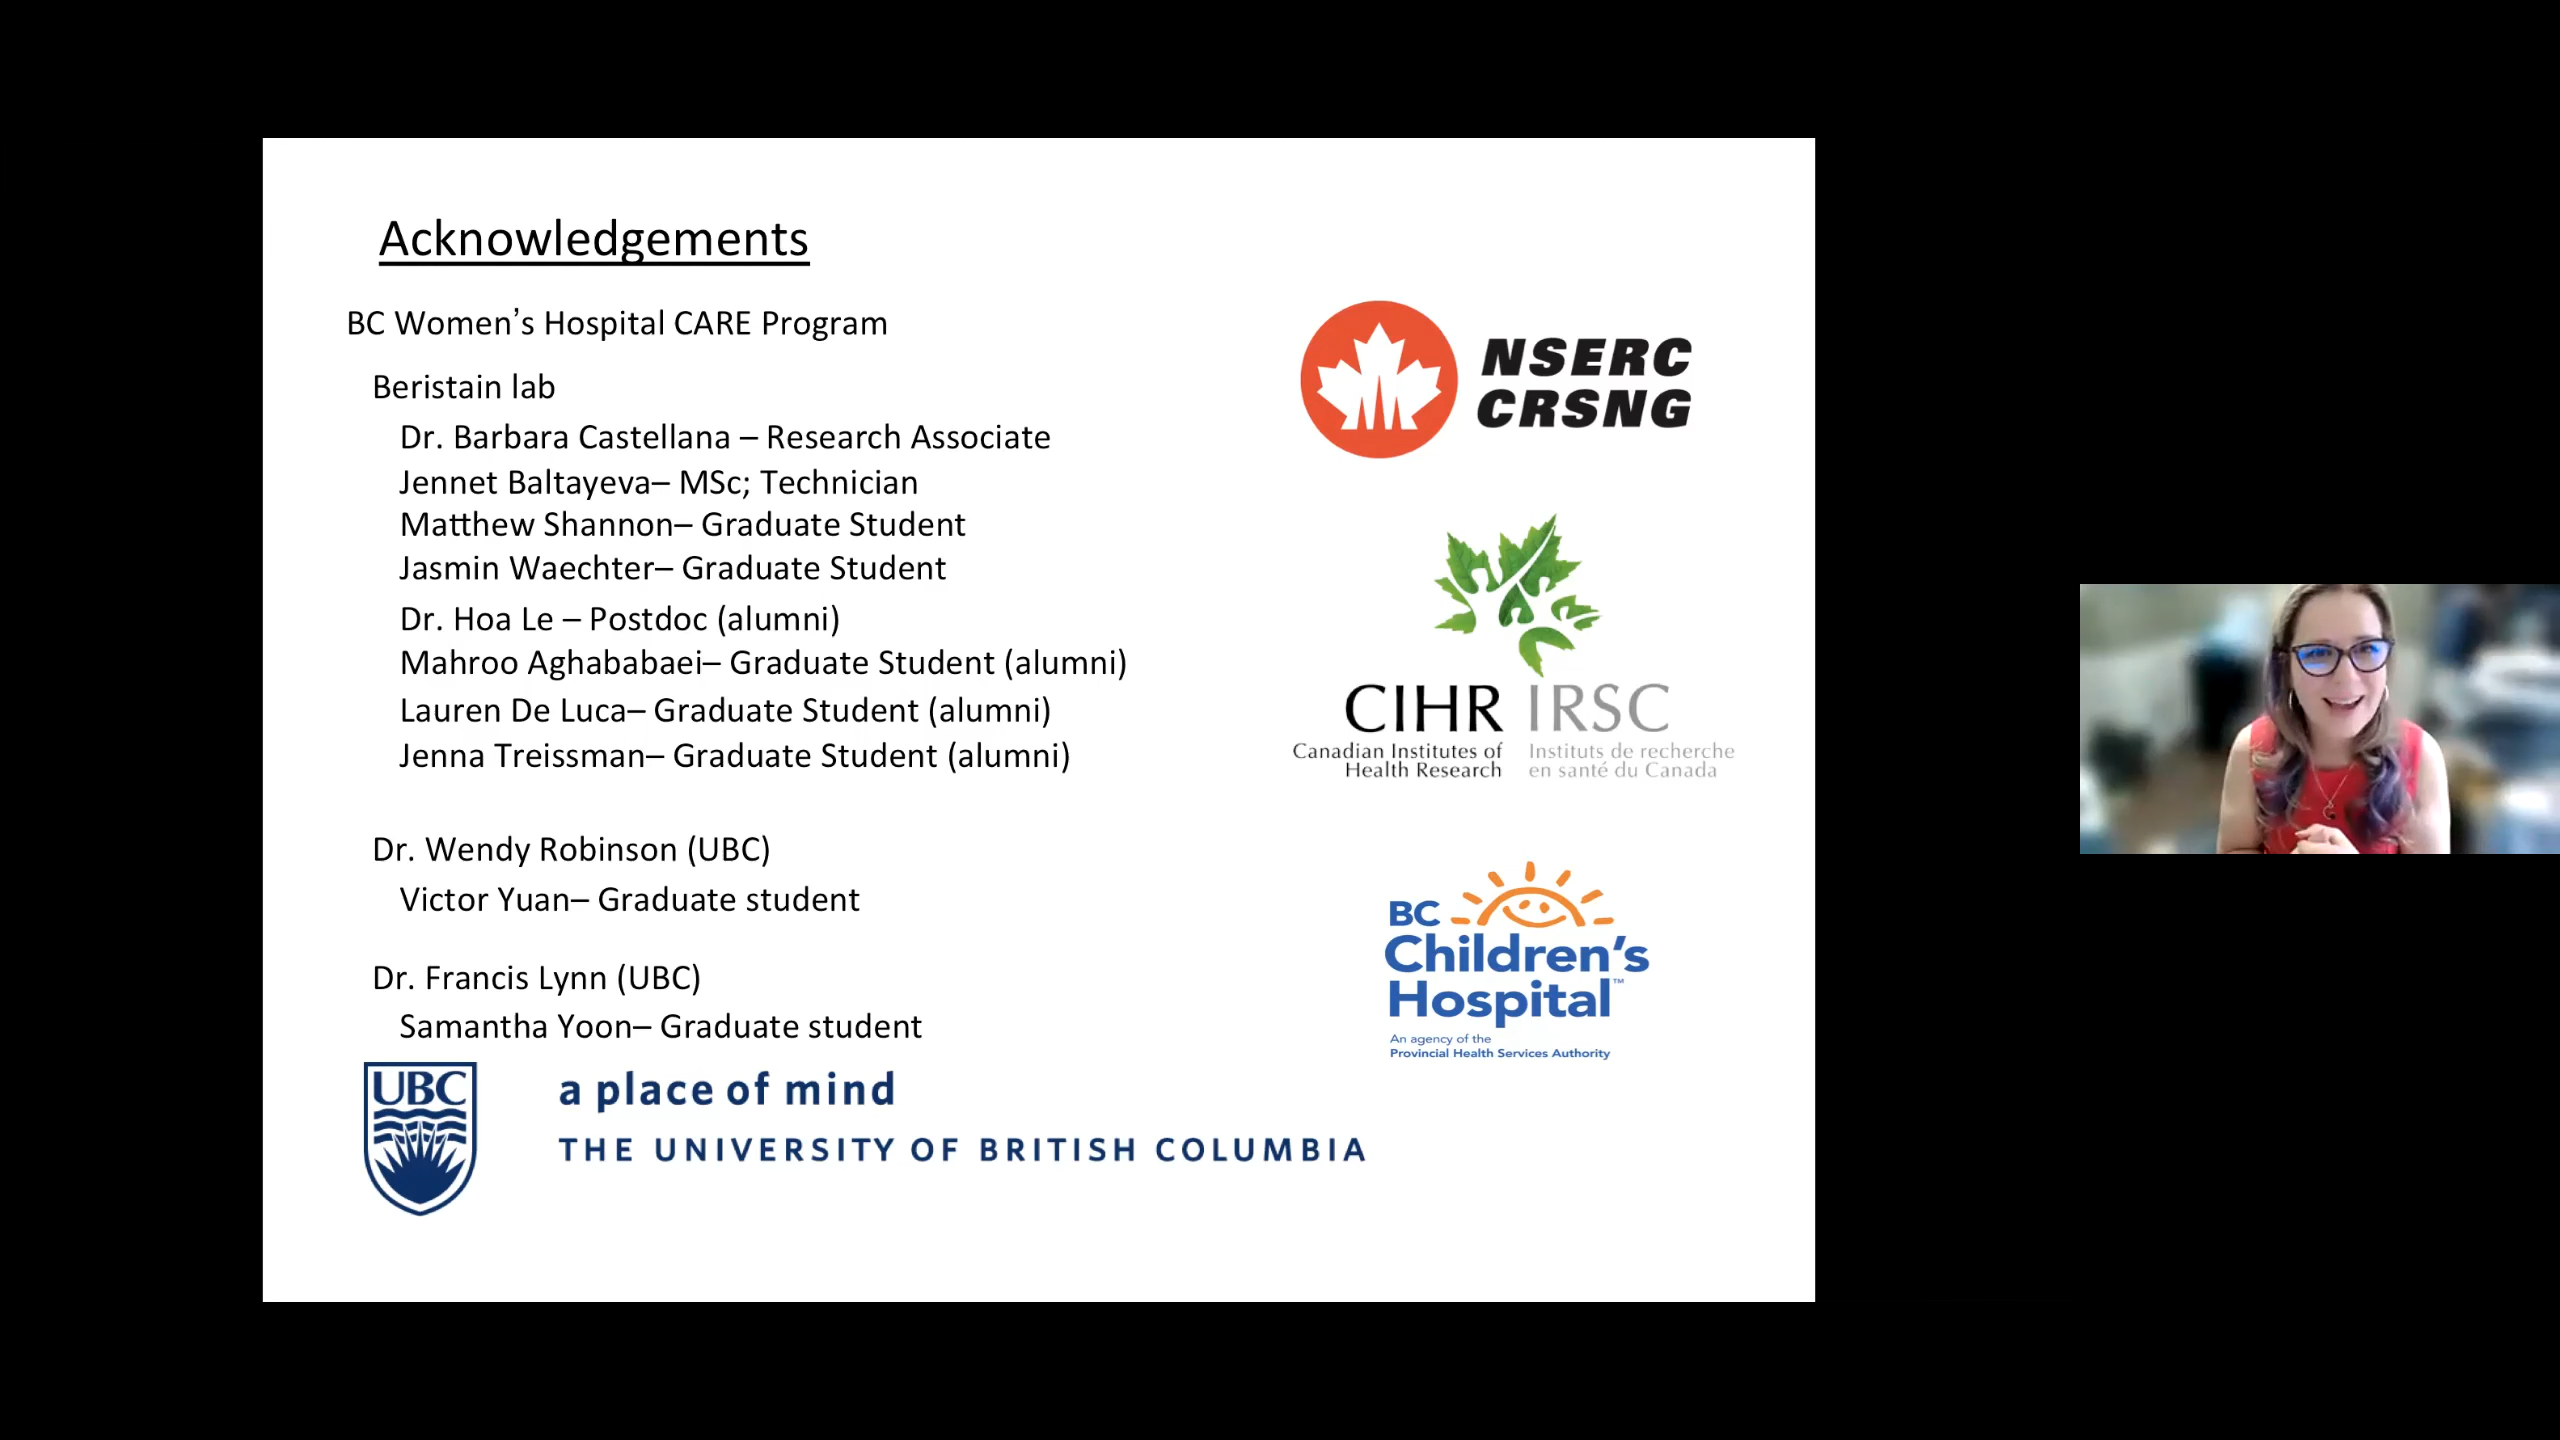 Acknowledgements
BC Women’s Hospital CARE Program
Beristain lab
Dr. Barbara Castellana – Research Associate
Jennet Baltayeva– MSc; Technician
Matthew Shannon– Graduate Student
Jasmin Waechter– Graduate Student
Dr. Hoa Le – Postdoc (alumni)
Mahroo Aghababaei– Graduate Student (alumni)
Lauren De Luca– Graduate Student (alumni)
Jenna Treissman– Graduate Student (alumni)
Dr. Wendy Robinson (UBC)
Victor Yuan– Graduate student
Dr. Francis Lynn (UBC)
Samantha Yoon– Graduate student
UBC
a place of mind
THE UNIVERSITY OF BRITISH COLUMBIA
NSERC
CRSNG
CIHR IRSC
Canadian Institutes of Instituts de recherche
Health Research en santé du Canada
BC
Children’s
Hospital™
An agency of the
Provincial Health Services Authority